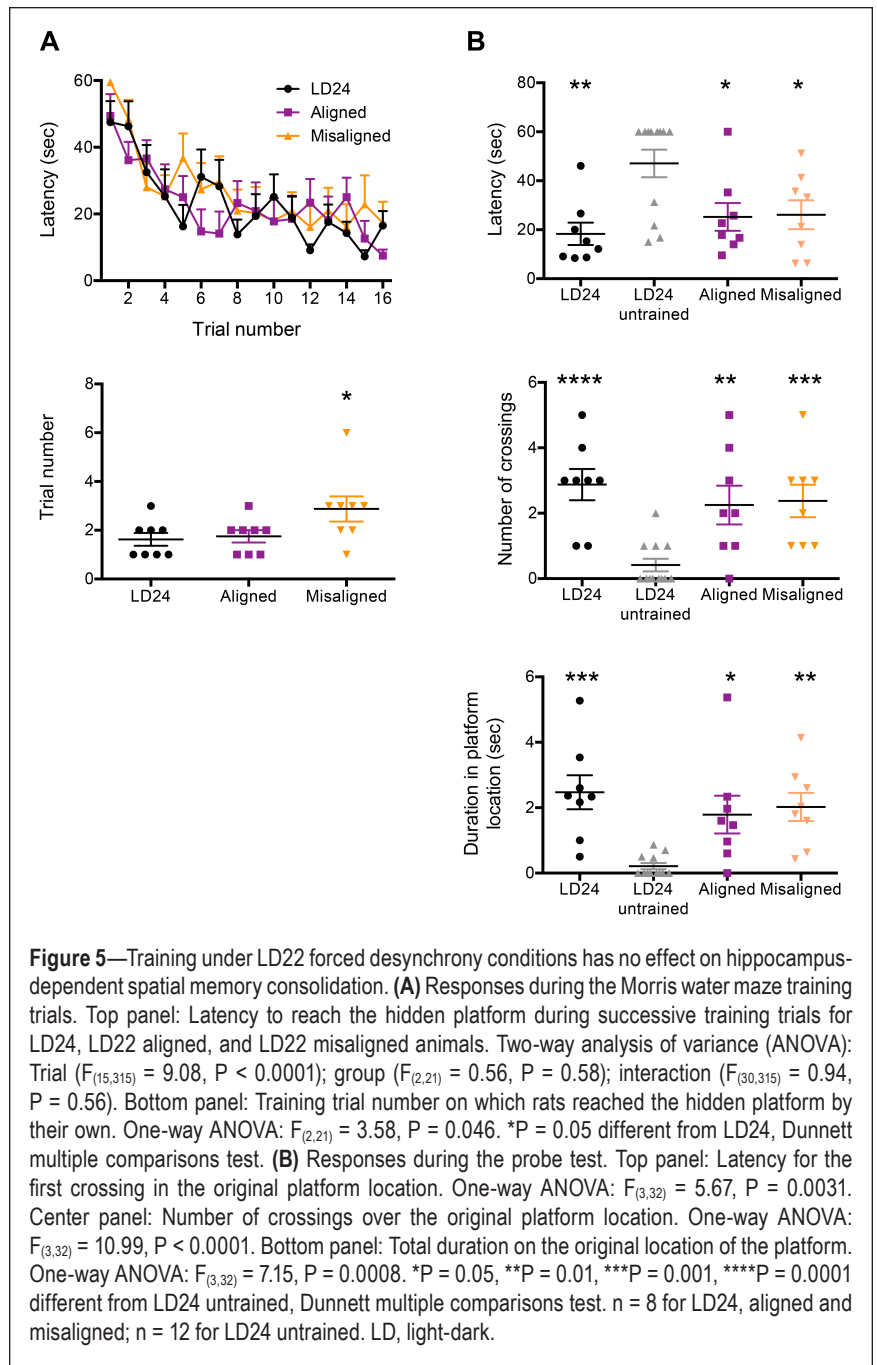 A
60
40
20
0
Latency (sec)
LD24
Aligned
Misaligned
2 4 6 8 10 12 14 16
Trial number
8
6
4
2
0
Trial number
*
LD24 Aligned Misaligned
B
80
60
40
20
0
Latency (sec)
** * *
LD24 LD24 Aligned Misaligned
untrained
6
4
2
0
Number of crossings
**** ** ***
LD24 LD24 Aligned Misaligned
untrained
6
4
2
0
Duration in platform
location (sec)
*** * **
LD24 LD24 Aligned Misaligned
untrained
Figure 5—Training under LD22 forced desynchrony conditions has no effect on hippocampus-
dependent spatial memory consolidation. (A) Responses during the Morris water maze training
trials. Top panel: Latency to reach the hidden platform during successive training trials for
LD24, LD22 aligned, and LD22 misaligned animals. Two-way analysis of variance (ANOVA):
Trial (F(15,315) = 9.08, P < 0.0001); group (F(2,21) = 0.56, P = 0.58); interaction (F(30,315) = 0.94,
P = 0.56). Bottom panel: Training trial number on which rats reached the hidden platform by
their own. One-way ANOVA: F(2,21) = 3.58, P = 0.046. *P = 0.05 different from LD24, Dunnett
multiple comparisons test. (B) Responses during the probe test. Top panel: Latency for the
first crossing in the original platform location. One-way ANOVA: F(3,32) = 5.67, P = 0.0031.
Center panel: Number of crossings over the original platform location. One-way ANOVA:
F(3,32) = 10.99, P < 0.0001. Bottom panel: Total duration on the original location of the platform.
One-way ANOVA: F(3,32) = 7.15, P = 0.0008. *P = 0.05, **P = 0.01, ***P = 0.001, ****P = 0.0001
different from LD24 untrained, Dunnett multiple comparisons test. n = 8 for LD24, aligned and
misaligned; n = 12 for LD24 untrained. LD, light-dark.